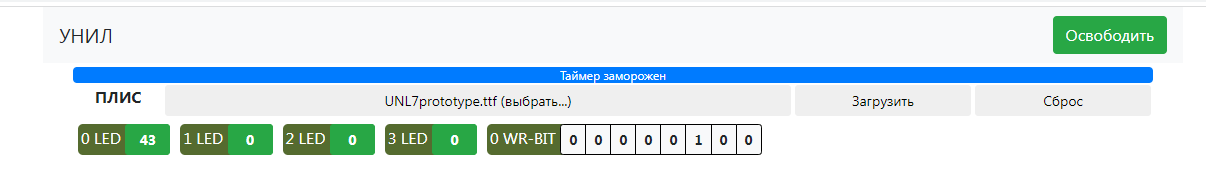 УНИЛ Освободить
Таймер заморожен
ПЛИС UNL7prototype.ttf (выбрать...) Загрузить Сброс
0 LED 43 1 LED 0 2 LED 0 3 LED 0 0 WR-BIT 0 0 0 0 0 1 0 0